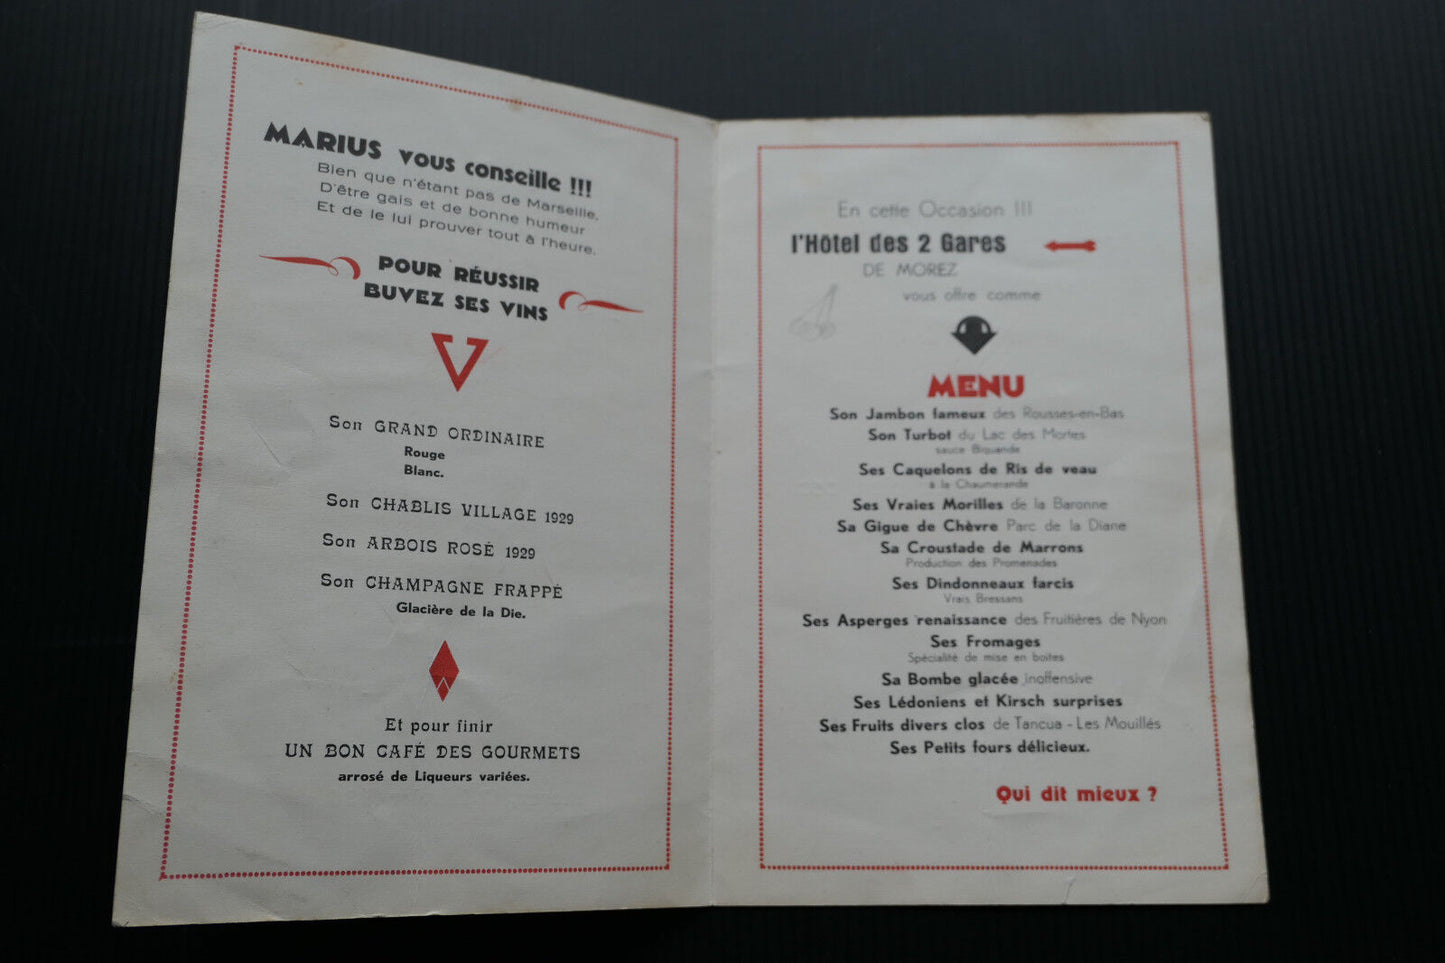 MARIUS vous conseille !!!
Bien que n'étant pas de Marseille,
D'être gais et de bonne humeur
Et de le lui prouver tout à l'heure.
POUR RÉUSSIR
BUVEZ SES VINS
Son GRAND ORDINAIRE
Rouge
Blanc.
Son CHABLIS VILLAGE 1929
Son ARBOIS ROSÉ 1929
Son CHAMPAGNE FRAPPÉ
Glacière de la Die.
Et pour finir
UN BON CAFÉ DES GOURMETS
arrosé de Liqueurs variées.
En cette Occasion !!!
l'Hôtel des 2 Gares
DE MOREZ
vous offre comme
MENU
Son Jambon fameux des Rousses-en-Bas
Son Turbot du Lac des Mortes
sauce Biquande
Ses Caquelons de Ris de veau
à la Chaumerande
Ses Vraies Morilles de la Baronne
Sa Gigue de Chèvre Parc de la Diane
Sa Croustade de Marrons
Production des Promenades
Ses Dindonneaux farcis
Vrais Bressans
Ses Asperges renaissance des Fruitières de Nyon
Ses Fromages
Spécialité de mise en boites
Sa Bombe glacée inoffensive
Ses Lédoniens et Kirsch surprises
Ses Fruits divers clos de Tancua - Les Mouillés
Ses Petits fours délicieux.
Qui dit mieux ?